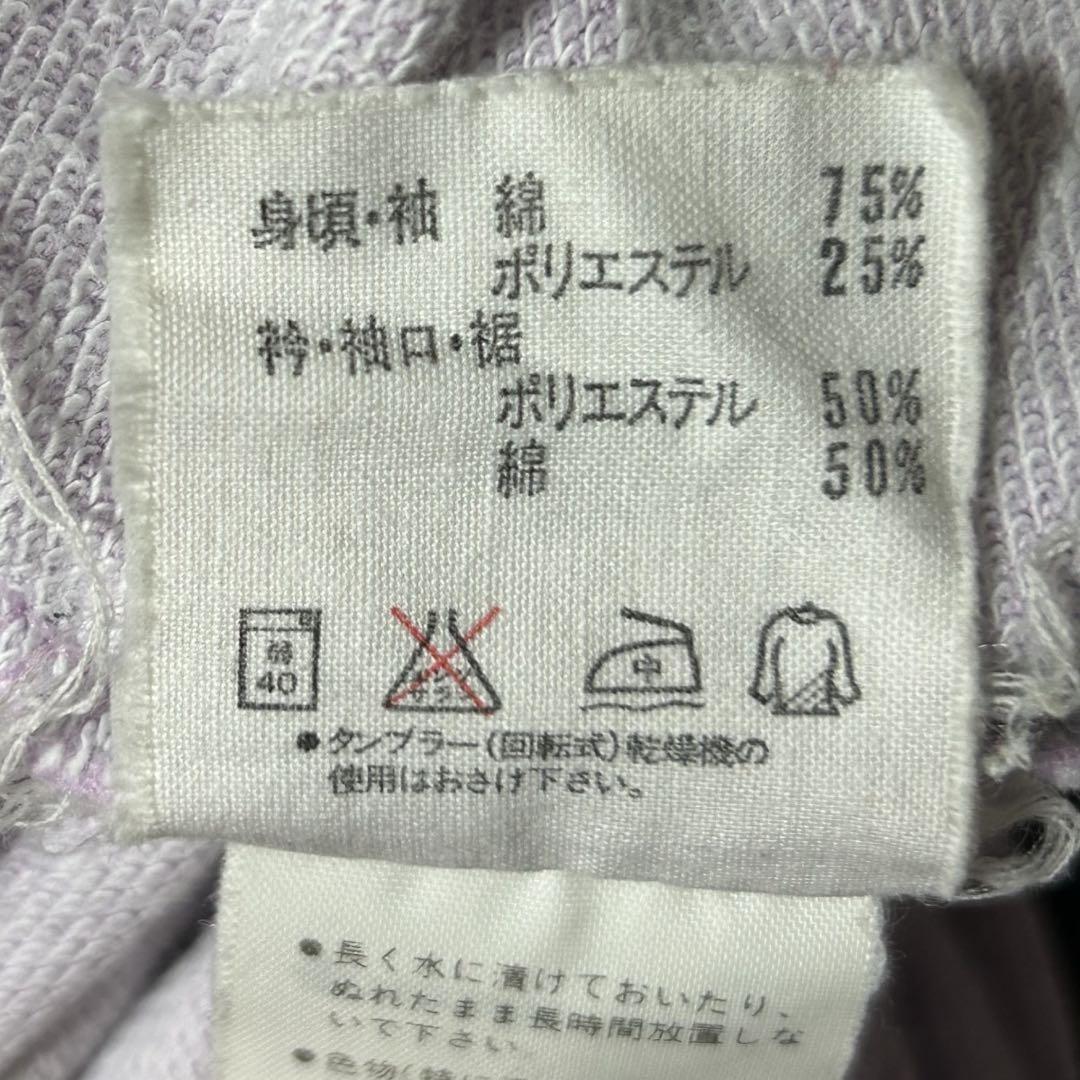 身頃・袖 綿 75%
ポリエステル 25%
衿・袖口・裾
ポリエステル 50%
綿 50%
40
中
●タンブラー(回転式)乾燥機の
使用はおさけ下さい。
●長く水に漬けておいたり、
ぬれたまま長時間放置しな
いで下さい
●色物(特に